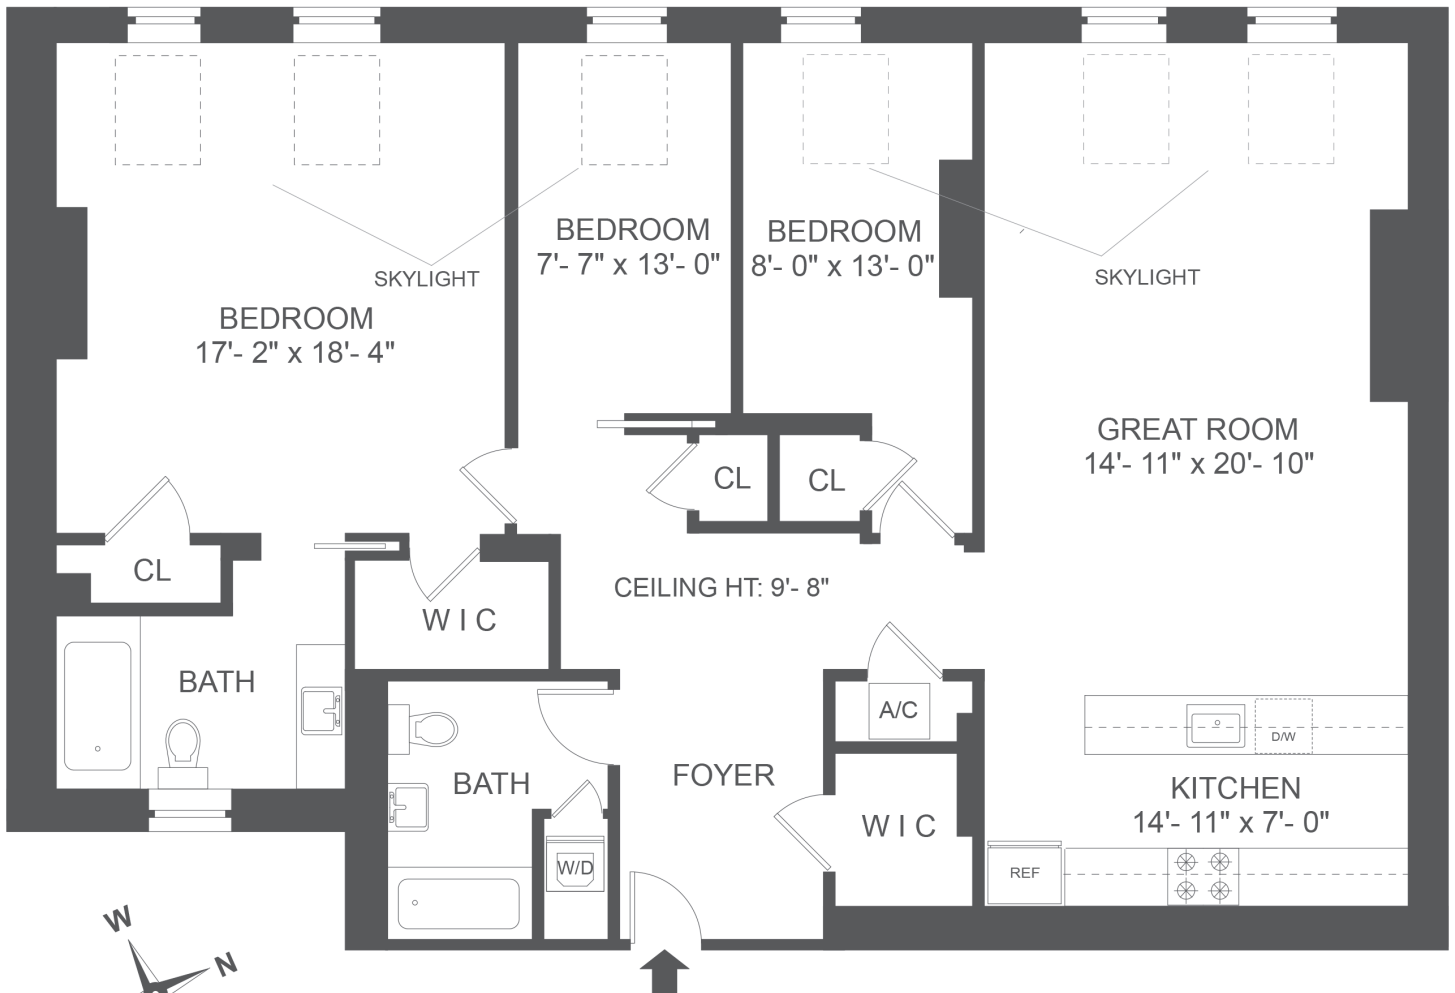 BEDROOM
7'- 7" x 13'- 0"
BEDROOM
8'- 0" x 13'- 0"
SKYLIGHT
SKYLIGHT
BEDROOM
17'- 2" x 18'- 4"
GREAT ROOM
14'- 11" x 20'- 10"
CL
CL
CL
CEILING HT: 9'- 8"
W I C
BATH
A/C
D/W
FOYER
BATH
KITCHEN
14'- 11" x 7'- 0"
W I C
W/D
REF
W
N